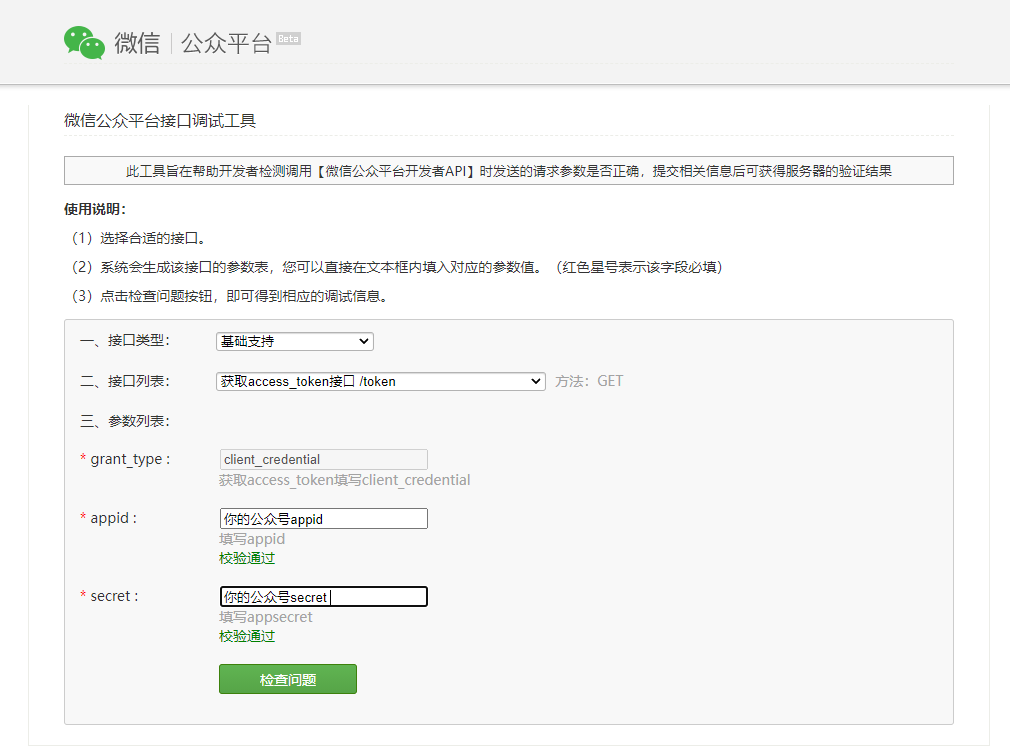 微信 公众平台 Beta
微信公众平台接口调试工具
此工具旨在帮助开发者检测调用【微信公众平台开发者API】时发送的请求参数是否正确，提交相关信息后可获得服务器的验证结果
使用说明：
（1）选择合适的接口。
（2）系统会生成该接口的参数表，您可以直接在文本框内填入对应的参数值。（红色星号表示该字段必填）
（3）点击检查问题按钮，即可得到相应的调试信息。
一、接口类型： 基础支持
二、接口列表： 获取access_token接口 /token 方法：GET
三、参数列表：
* grant_type : client_credential
获取access_token填写client_credential
* appid : 你的公众号appid
填写appid
校验通过
* secret : 你的公众号secret
填写appsecret
校验通过
检查问题